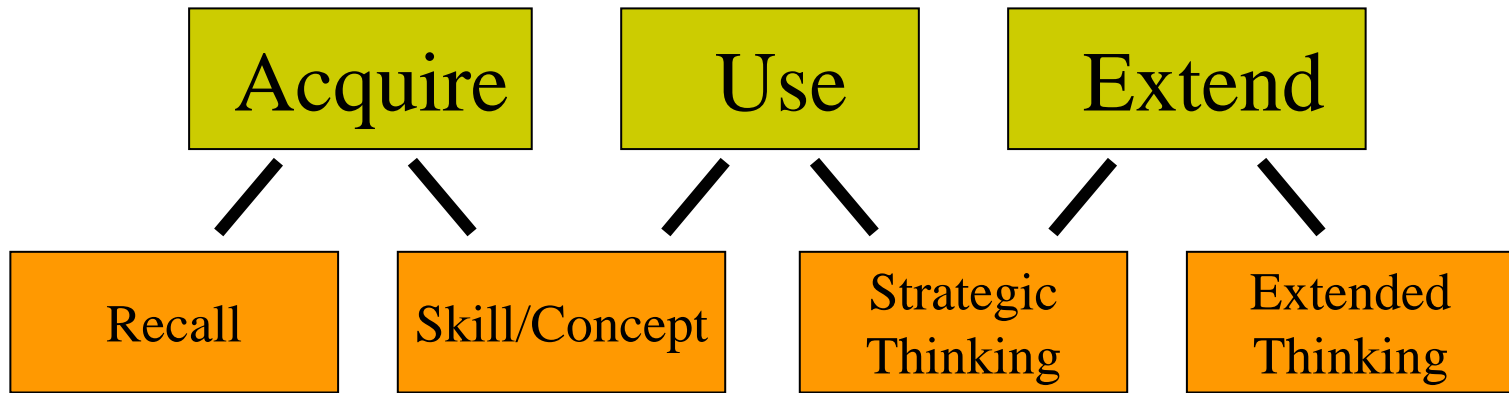 Acquire
Use
Extend
Recall
Skill/Concept
Strategic
Thinking
Extended
Thinking